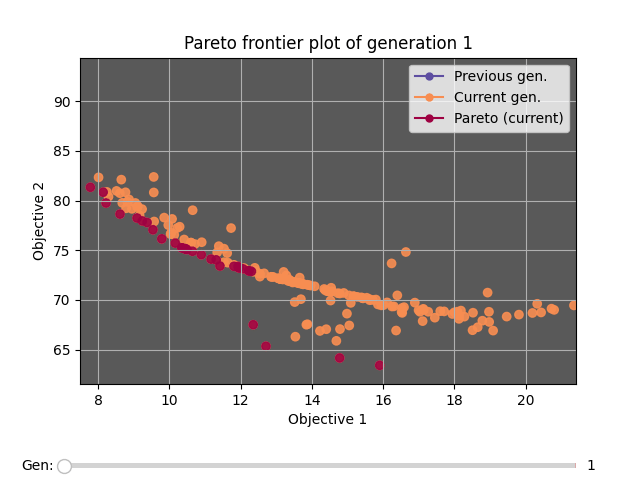 Pareto frontier plot of generation 1
Previous gen.
Current gen.
Pareto (current)
Objective 2
90
85
80
75
70
65
8 10 12 14 16 18 20
Objective 1
Gen: 1